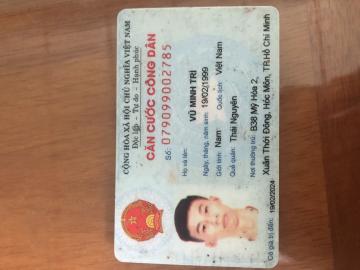 CỘNG HÒA XÃ HỘI CHỦ NGHĨA VIỆT NAM
Độc lập - Tự do - Hạnh phúc
CĂN CƯỚC CÔNG DÂN
Số: 079099002785
Họ và tên:
VŨ MINH TRÍ
Ngày, tháng, năm sinh: 19/02/1999
Giới tính: Nam Quốc tịch: Việt Nam
Quê quán: Thái Nguyên
Nơi thường trú: B38 Mỹ Hòa 2,
Xuân Thới Đông, Hóc Môn, TP.Hồ Chí Minh
Có giá trị đến: 19/02/2024